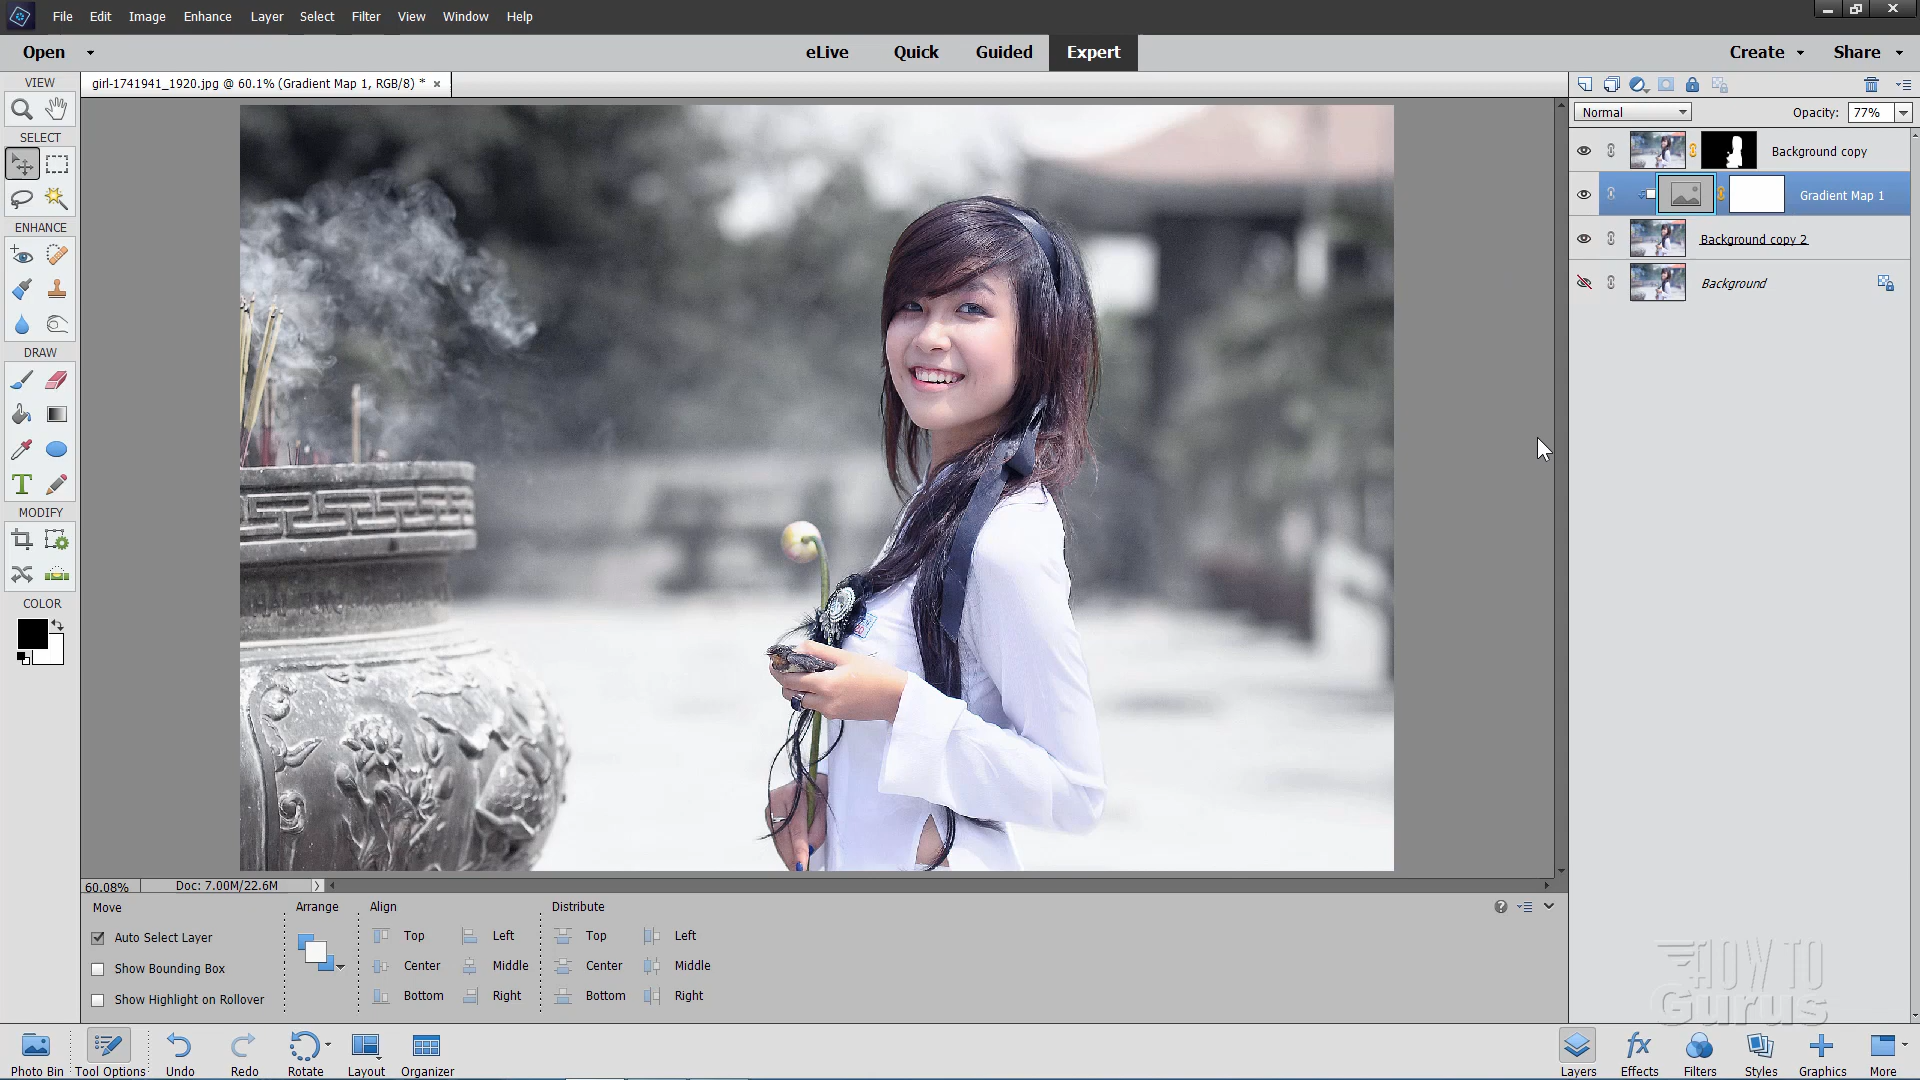 File Edit Image Enhance Layer Select Filter View Window Help
Open eLive Quick Guided Expert Create Share
VIEW
girl-1741941_1920.jpg @ 60.1% (Gradient Map 1, RGB/8) *
Normal Opacity: 77%
SELECT
Background copy
Gradient Map 1
ENHANCE
Background copy 2
Background
DRAW
T
MODIFY
COLOR
60.08% Doc: 7.00M/22.6M
Move Arrange Align Distribute
Auto Select Layer Top Left Top Left
Show Bounding Box Center Middle Center Middle
Show Highlight on Rollover Bottom Right Bottom Right
HOW TO
Gurus
Photo Bin Tool Options Undo Redo Rotate Layout Organizer Layers Effects Filters Styles Graphics More